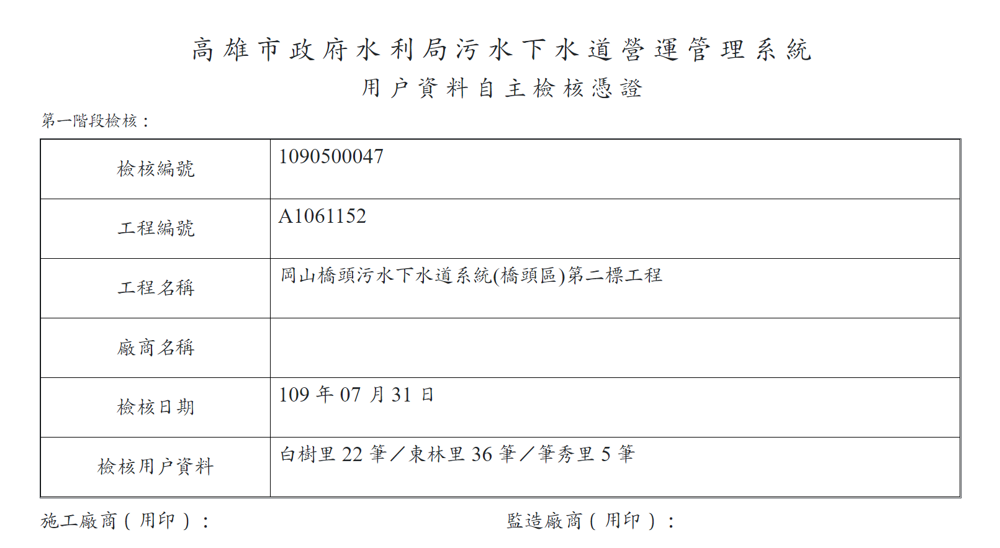 高雄市政府水利局污水下水道營運管理系統
用户資料自主檢核憑證
第一階段檢核：
檢核編號 1090500047
工程編號 A1061152
工程名稱 岡山橋頭污水下水道系統(橋頭區)第二標工程
廠商名稱
檢核日期 109 年 07 月 31 日
檢核用户資料 白樹里 22 筆／東林里 36 筆／筆秀里 5 筆
施工廠商（用印）： 監造廠商（用印）：